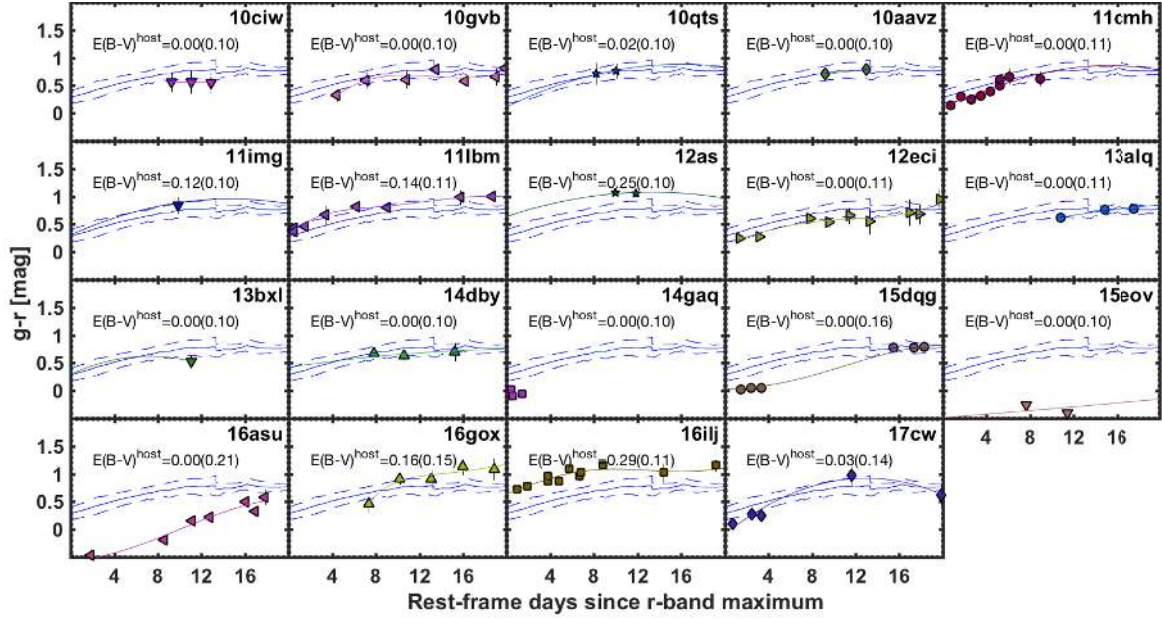 10ciw 10gvb 10qts 10aavz 11cmh
1.5
E(B-V)^host=0.00(0.10) E(B-V)^host=0.00(0.10) E(B-V)^host=0.02(0.10) E(B-V)^host=0.00(0.10) E(B-V)^host=0.00(0.11)
1
0.5
0
11img 11lbm 12as 12eci 13alq
1.5
E(B-V)^host=0.12(0.10) E(B-V)^host=0.14(0.11) E(B-V)^host=0.25(0.10) E(B-V)^host=0.00(0.11) E(B-V)^host=0.00(0.11)
1
0.5
0
g-r [mag]
13bxl 14dby 14gaq 15dqg 15eov
1.5
E(B-V)^host=0.00(0.10) E(B-V)^host=0.00(0.10) E(B-V)^host=0.00(0.10) E(B-V)^host=0.00(0.16) E(B-V)^host=0.00(0.10)
1
0.5
0
4 8 12 16
16asu 16gox 16ilj 17cw
1.5
E(B-V)^host=0.00(0.21) E(B-V)^host=0.16(0.15) E(B-V)^host=0.29(0.11) E(B-V)^host=0.03(0.14)
1
0.5
0
4 8 12 16 4 8 12 16 4 8 12 16 4 8 12 16
Rest-frame days since r-band maximum